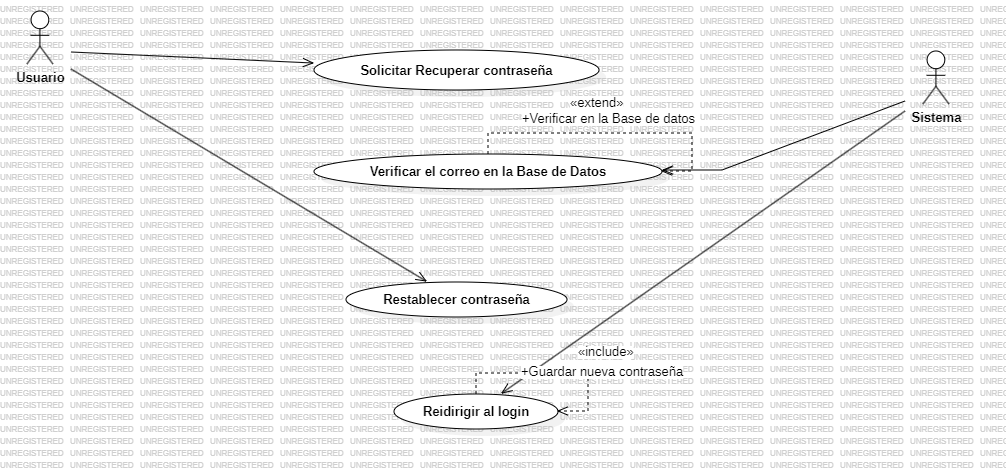 Usuario
Solicitar Recuperar contraseña
Sistema
«extend»
+Verificar en la Base de datos
Verificar el correo en la Base de Datos
Restablecer contraseña
«include»
+Guardar nueva contraseña
Reidirigir al login
UNREGISTERED